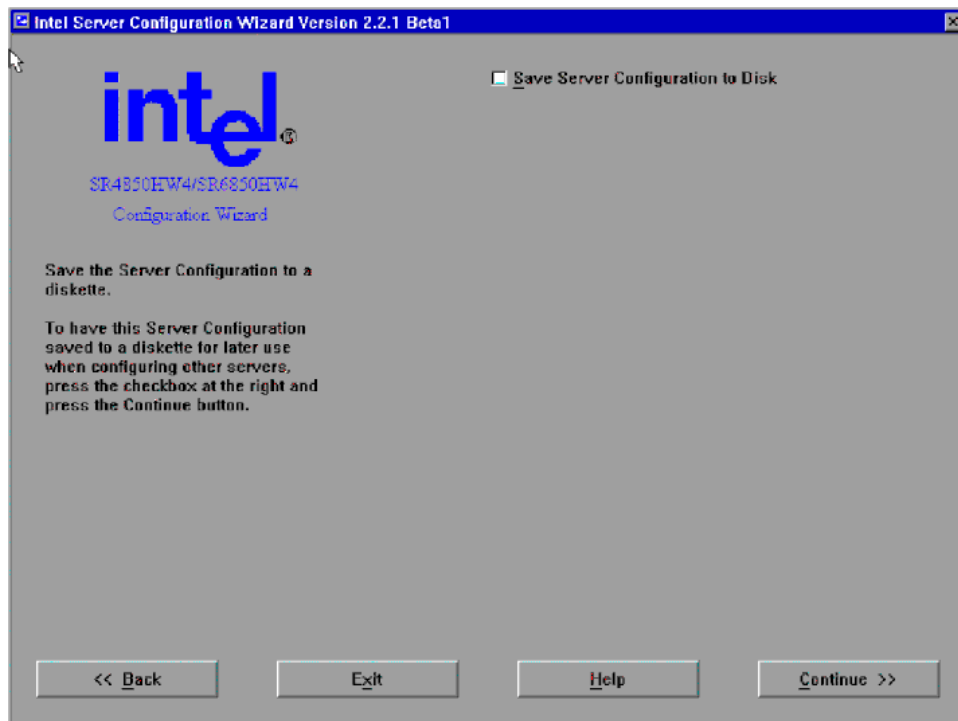 Intel Server Configuration Wizard Version 2.2.1 Beta1
intel®
SR4850HW4/SR6850HW4
Configuration Wizard
Save the Server Configuration to a
diskette.
To have this Server Configuration
saved to a diskette for later use
when configuring other servers,
press the checkbox at the right and
press the Continue button.
Save Server Configuration to Disk
<< Back
Exit
Help
Continue >>